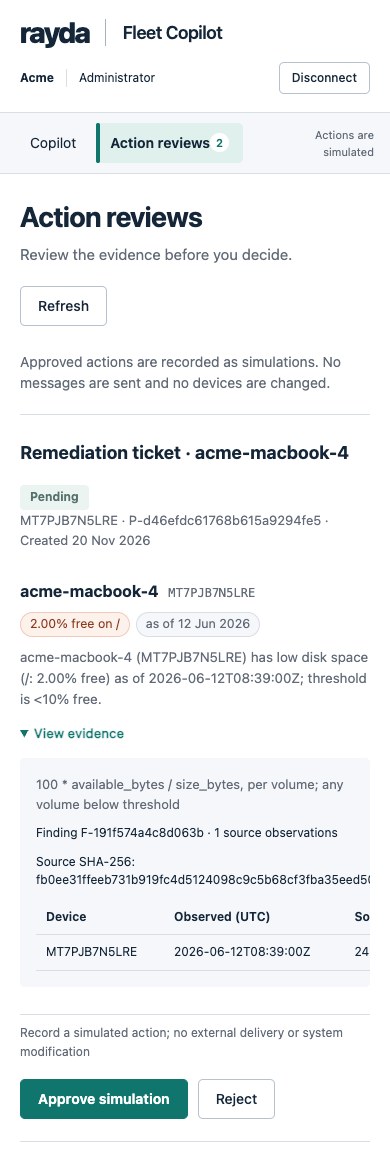 rayda
Fleet Copilot
Acme
Administrator
Disconnect
Copilot
Action reviews 2
Actions are
simulated
Action reviews
Review the evidence before you decide.
Refresh
Approved actions are recorded as simulations. No
messages are sent and no devices are changed.
Remediation ticket · acme-macbook-4
Pending
MT7PJB7N5LRE · P-d46efdc61768b615a9294fe5 ·
Created 20 Nov 2026
acme-macbook-4 MT7PJB7N5LRE
2.00% free on / as of 12 Jun 2026
acme-macbook-4 (MT7PJB7N5LRE) has low disk space
(/: 2.00% free) as of 2026-06-12T08:39:00Z; threshold
is <10% free.
▼ View evidence
100 * available_bytes / size_bytes, per volume; any
volume below threshold
Finding F-191f574a4c8d063b · 1 source observations
Source SHA-256:
fb0ee31ffeeb731b919fc4d5124098c9c5b68cf3fba35eed50
Device Observed (UTC) So
MT7PJB7N5LRE 2026-06-12T08:39:00Z 24
Record a simulated action; no external delivery or system
modification
Approve simulation
Reject